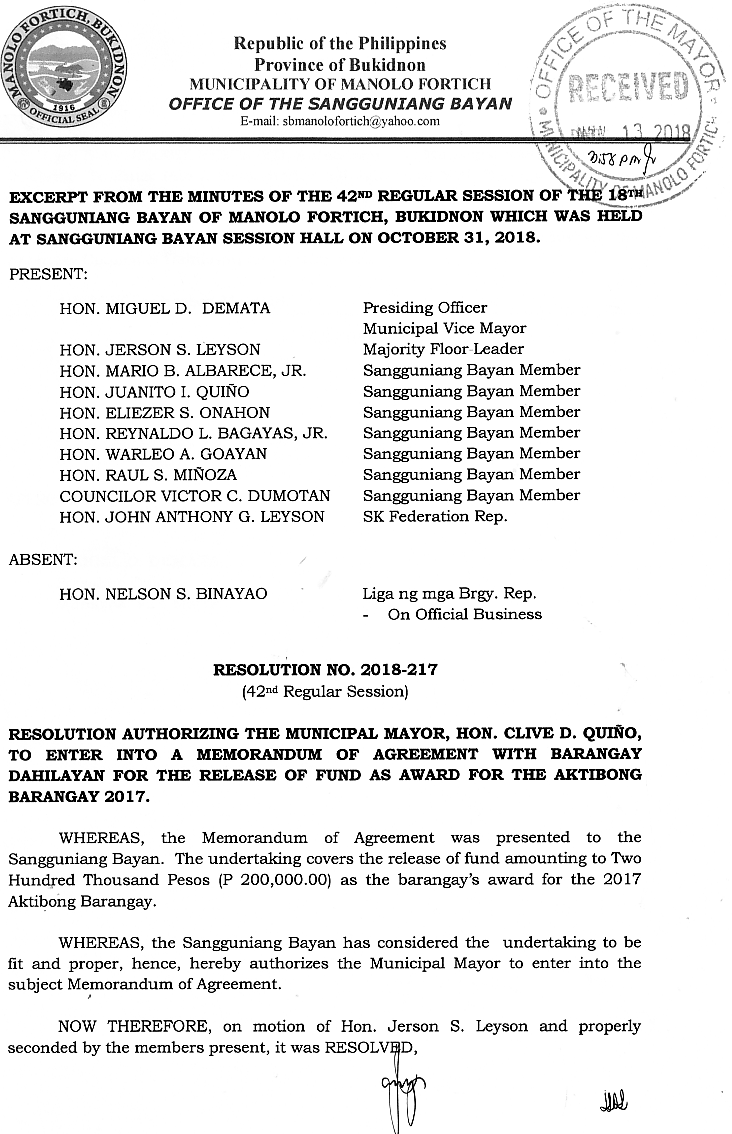 MANOLO FORTICH, BUKIDNON
1916
OFFICIAL SEAL
Republic of the Philippines
Province of Bukidnon
MUNICIPALITY OF MANOLO FORTICH
OFFICE OF THE SANGGUNIANG BAYAN
E-mail: sbmanolofortich@yahoo.com
OFFICE OF THE MAYOR
RECEIVED
13 2018
3:58 PM
MUNICIPALITY OF MANOLO FORTICH
EXCERPT FROM THE MINUTES OF THE 42ND REGULAR SESSION OF THE 18TH
SANGGUNIANG BAYAN OF MANOLO FORTICH, BUKIDNON WHICH WAS HELD
AT SANGGUNIANG BAYAN SESSION HALL ON OCTOBER 31, 2018.
PRESENT:
HON. MIGUEL D. DEMATA Presiding Officer
Municipal Vice Mayor
HON. JERSON S. LEYSON Majority Floor Leader
HON. MARIO B. ALBARECE, JR. Sangguniang Bayan Member
HON. JUANITO I. QUIÑO Sangguniang Bayan Member
HON. ELIEZER S. ONAHON Sangguniang Bayan Member
HON. REYNALDO L. BAGAYAS, JR. Sangguniang Bayan Member
HON. WARLEO A. GOAYAN Sangguniang Bayan Member
HON. RAUL S. MIÑOZA Sangguniang Bayan Member
COUNCILOR VICTOR C. DUMOTAN Sangguniang Bayan Member
HON. JOHN ANTHONY G. LEYSON SK Federation Rep.
ABSENT:
HON. NELSON S. BINAYAO Liga ng mga Brgy. Rep.
- On Official Business
RESOLUTION NO. 2018-217
(42nd Regular Session)
RESOLUTION AUTHORIZING THE MUNICIPAL MAYOR, HON. CLIVE D. QUIÑO,
TO ENTER INTO A MEMORANDUM OF AGREEMENT WITH BARANGAY
DAHILAYAN FOR THE RELEASE OF FUND AS AWARD FOR THE AKTIBONG
BARANGAY 2017.
WHEREAS, the Memorandum of Agreement was presented to the
Sangguniang Bayan. The undertaking covers the release of fund amounting to Two
Hundred Thousand Pesos (P 200,000.00) as the barangay's award for the 2017
Aktibong Barangay.
WHEREAS, the Sangguniang Bayan has considered the undertaking to be
fit and proper, hence, hereby authorizes the Municipal Mayor to enter into the
subject Memorandum of Agreement.
NOW THEREFORE, on motion of Hon. Jerson S. Leyson and properly
seconded by the members present, it was RESOLVED,